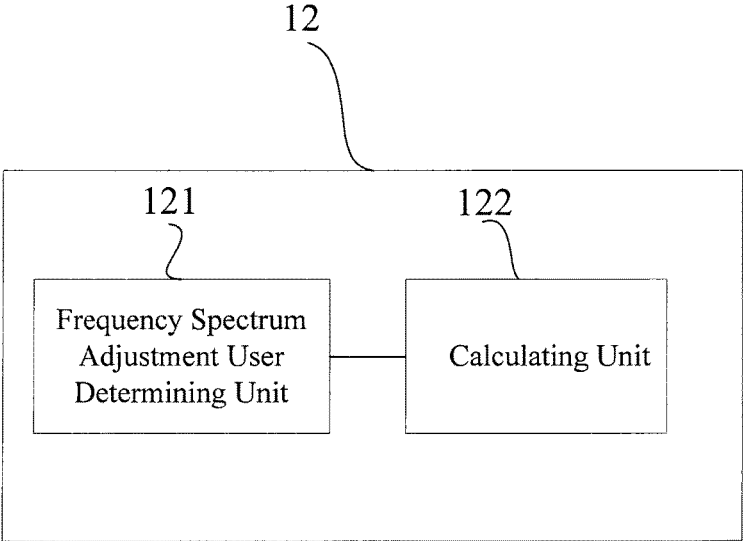 12
121
122
Frequency Spectrum
Adjustment User
Determining Unit
Calculating Unit